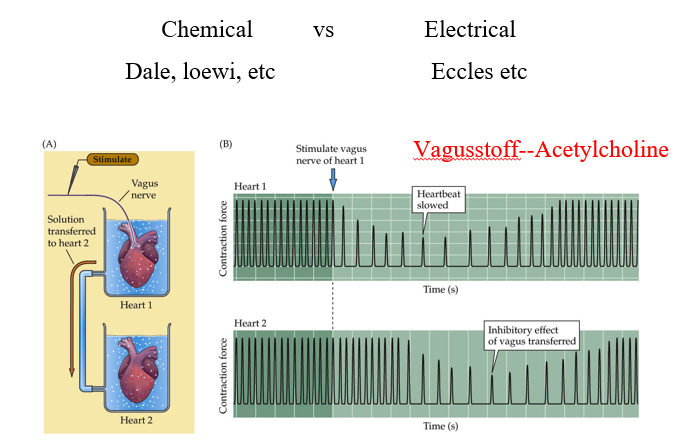 Chemical vs Electrical
Dale, loewi, etc Eccles etc
(A)
Stimulate
Vagus
nerve
Solution
transferred
to heart 2
Heart 1
Heart 2
(B)
Stimulate vagus
nerve of heart 1
Vagusstoff--Acetylcholine
Heart 1
Heartbeat
slowed
Contraction force
Time (s)
Heart 2
Inhibitory effect
of vagus transferred
Contraction force
Time (s)